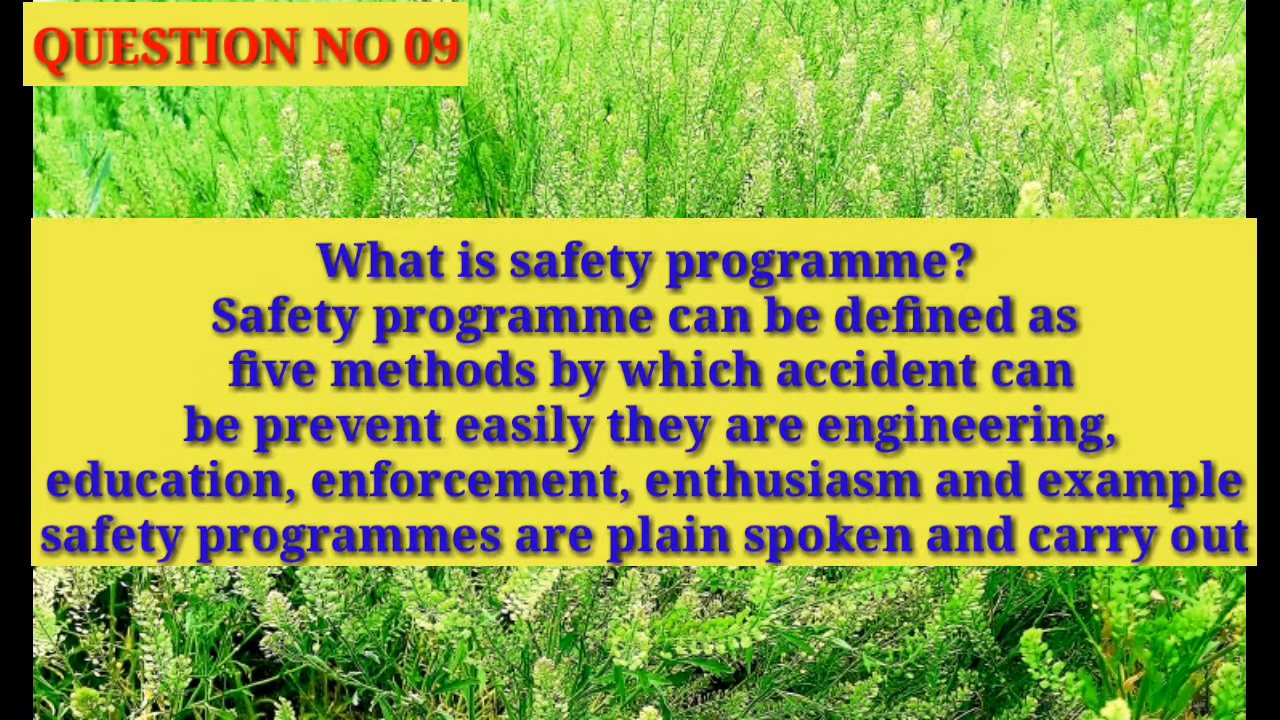 QUESTION NO 09
What is safety programme?
Safety programme can be defined as
five methods by which accident can
be prevent easily they are engineering,
education, enforcement, enthusiasm and example
safety programmes are plain spoken and carry out